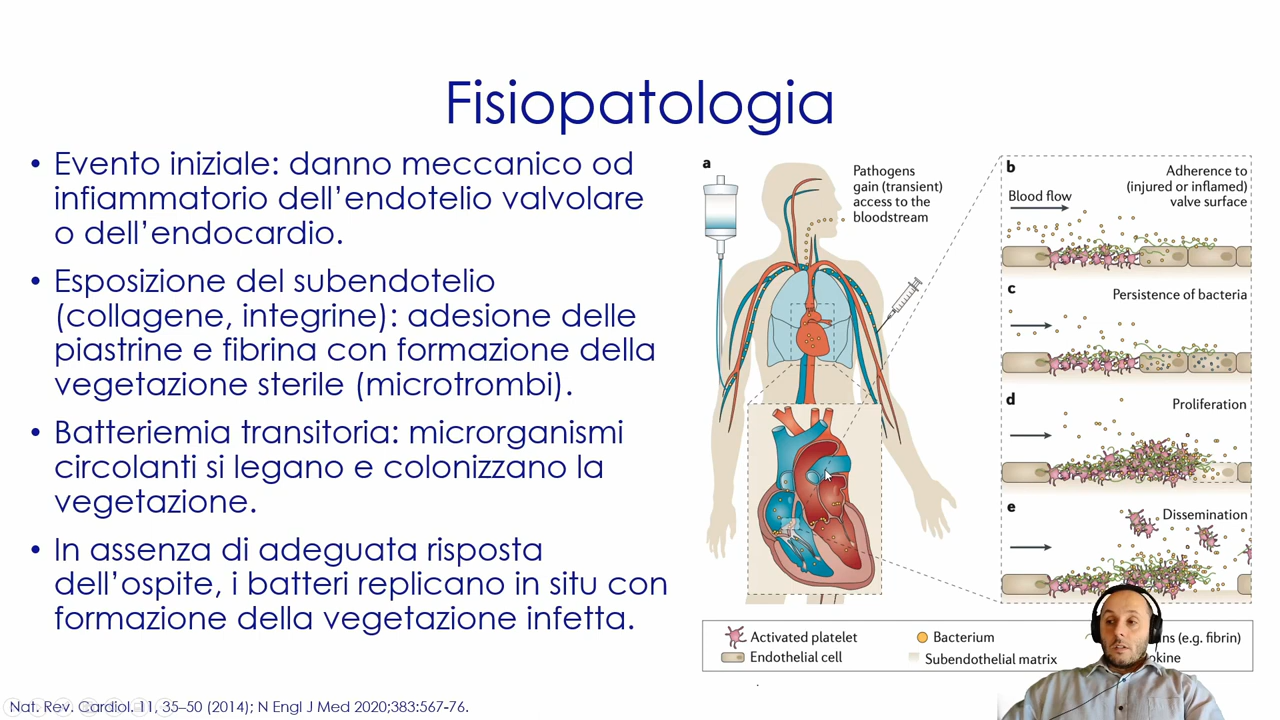 Fisiopatologia
• Evento iniziale: danno meccanico od
infiammatorio dell’endotelio valvolare
o dell’endocardio.
• Esposizione del subendotelio
(collagene, integrine): adesione delle
piastrine e fibrina con formazione della
vegetazione sterile (microtrombi).
• Batteriemia transitoria: microrganismi
circolanti si legano e colonizzano la
vegetazione.
• In assenza di adeguata risposta
dell’ospite, i batteri replicano in situ con
formazione della vegetazione infetta.
a
Pathogens
gain (transient)
access to the
bloodstream
b
Adherence to
(injured or inflamed)
valve surface
Blood flow
c
Persistence of bacteria
d
Proliferation
e
Dissemination
Activated platelet
Bacterium
(e.g. fibrin)
Endothelial cell
Subendothelial matrix
Nat. Rev. Cardiol. 11, 35–50 (2014); N Engl J Med 2020;383:567-76.